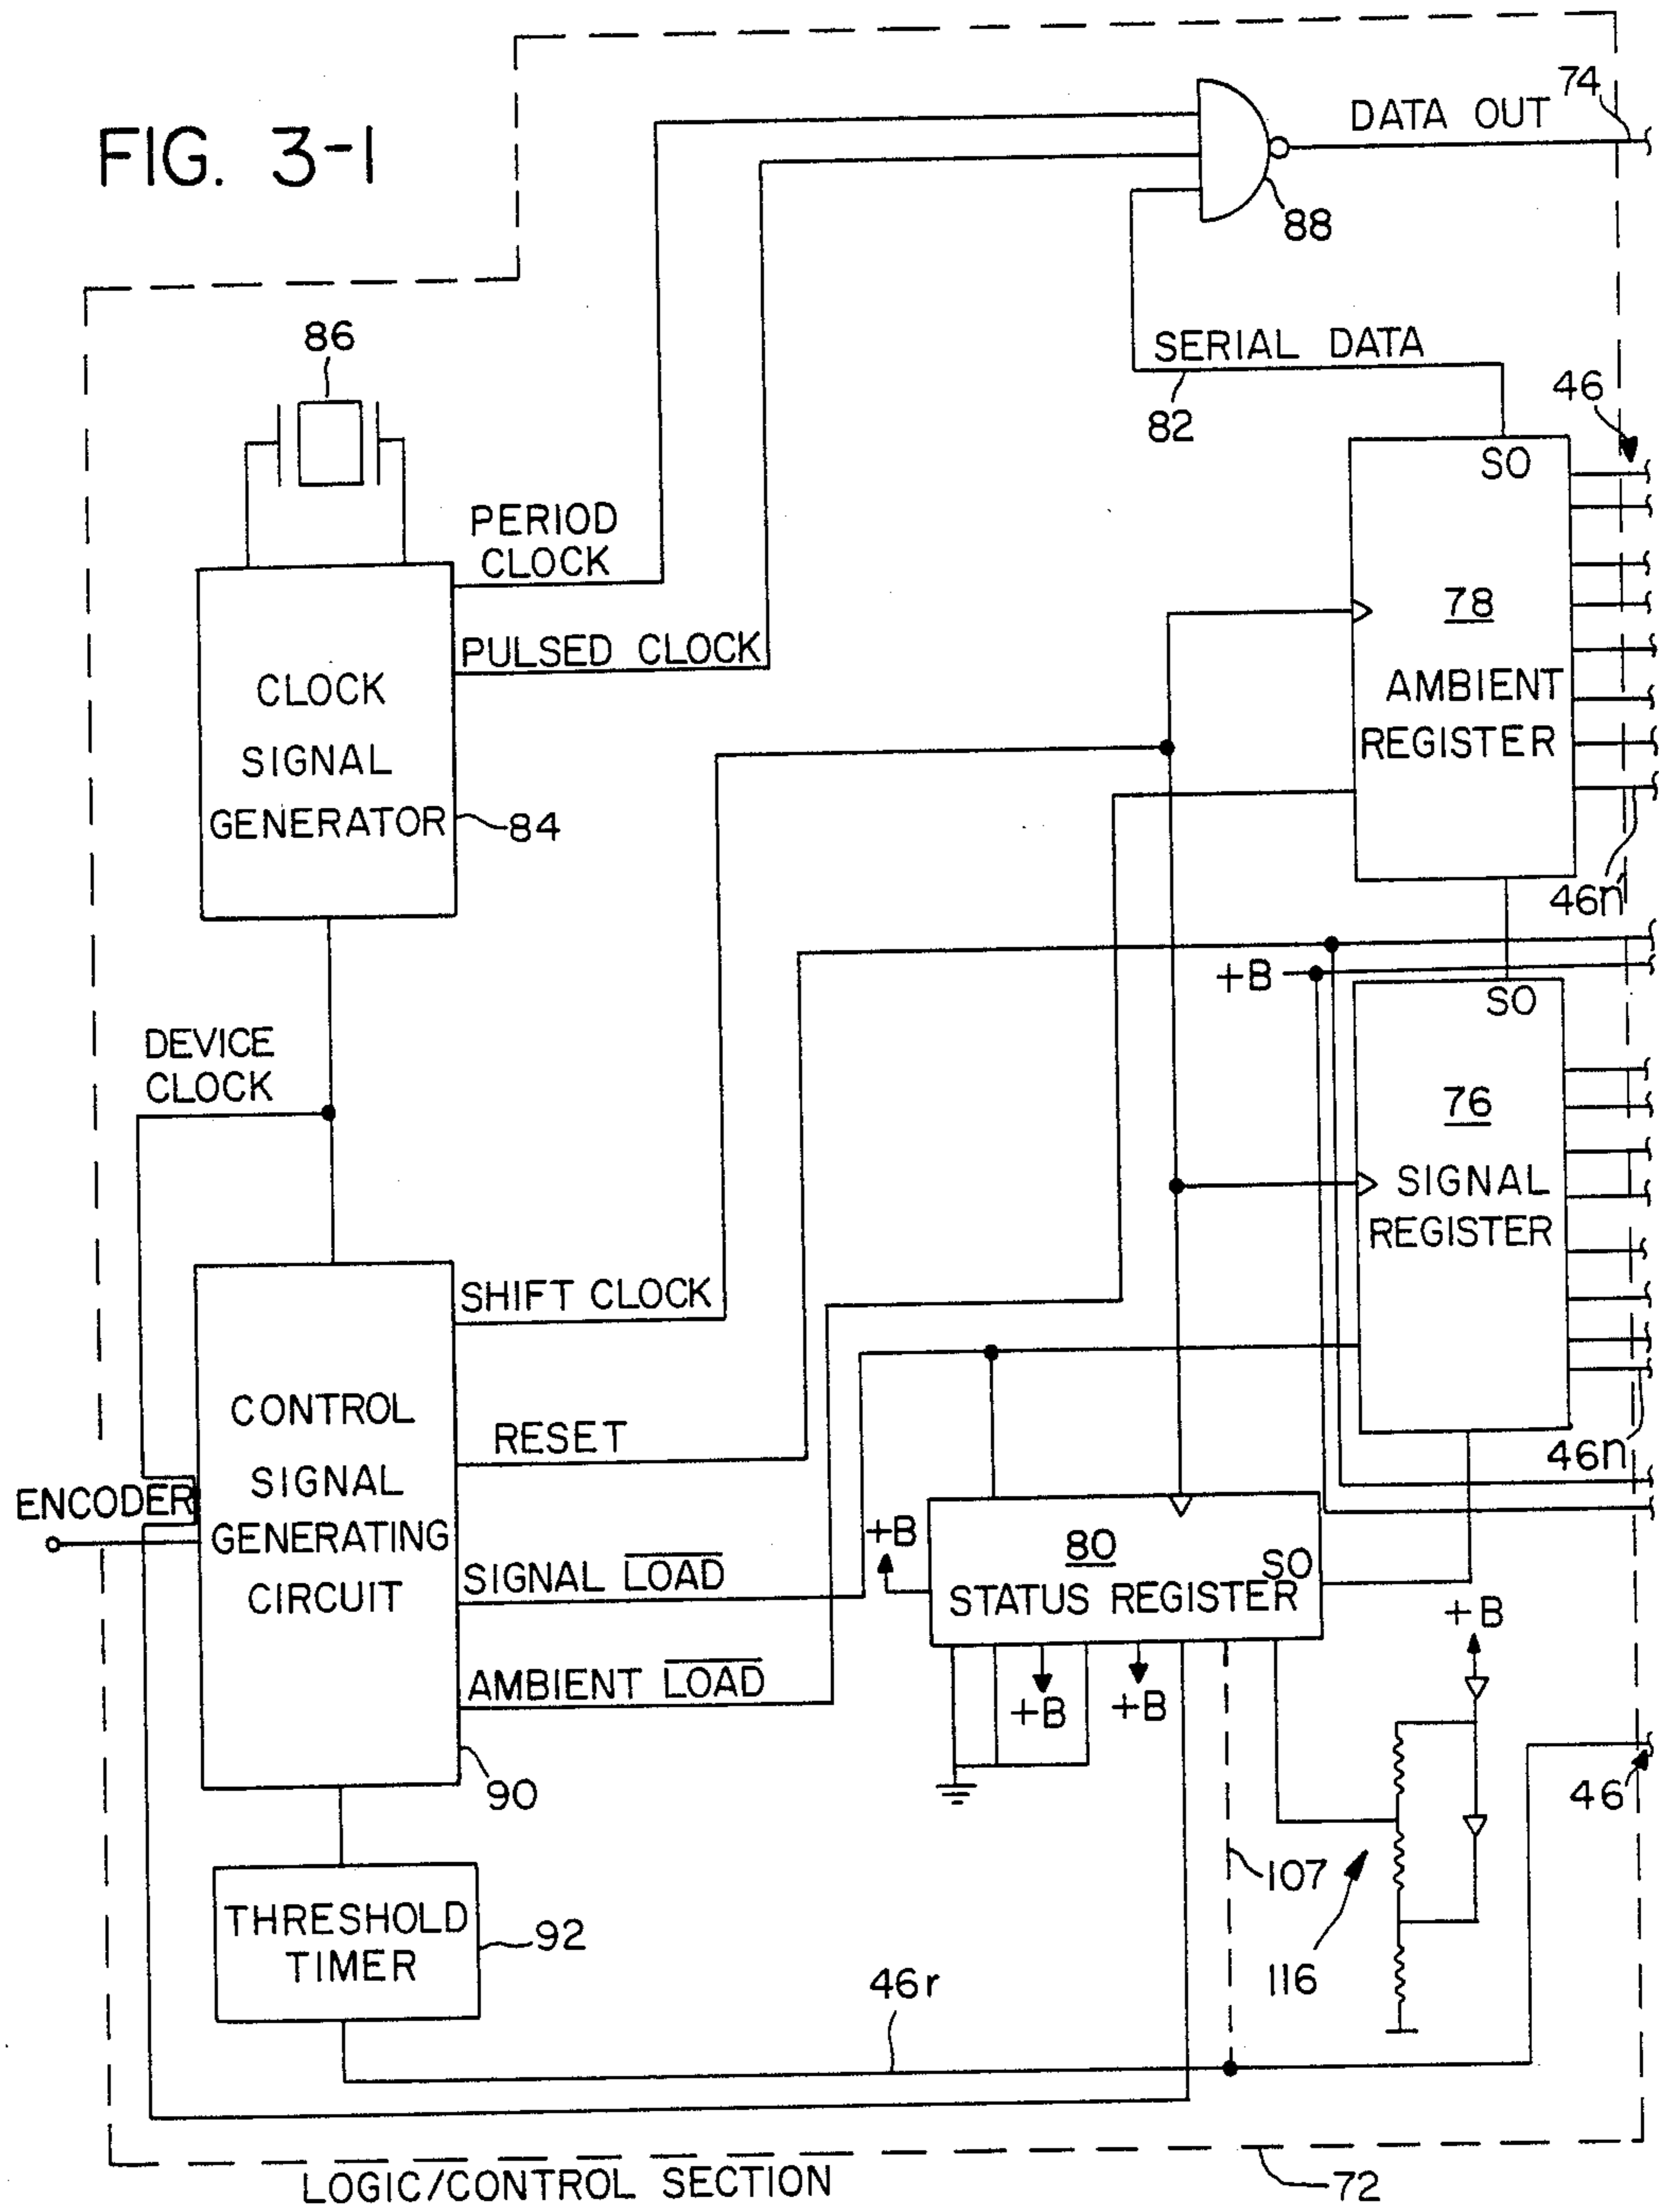 FIG. 3-1
DATA OUT
74
88
SERIAL DATA
82
86
46
SO
PERIOD
CLOCK
PULSED CLOCK
78
AMBIENT
REGISTER
CLOCK
SIGNAL
GENERATOR
84
46n'
+B
SO
DEVICE
CLOCK
76
SIGNAL
REGISTER
SHIFT CLOCK
CONTROL
SIGNAL
GENERATING
CIRCUIT
RESET
46n
ENCODER
+B
80
SO
STATUS REGISTER
SIGNAL L̅O̅A̅D̅
+B
AMBIENT L̅O̅A̅D̅
+B
+B
90
46
107
THRESHOLD
TIMER
92
116
46r
LOGIC/CONTROL SECTION
72